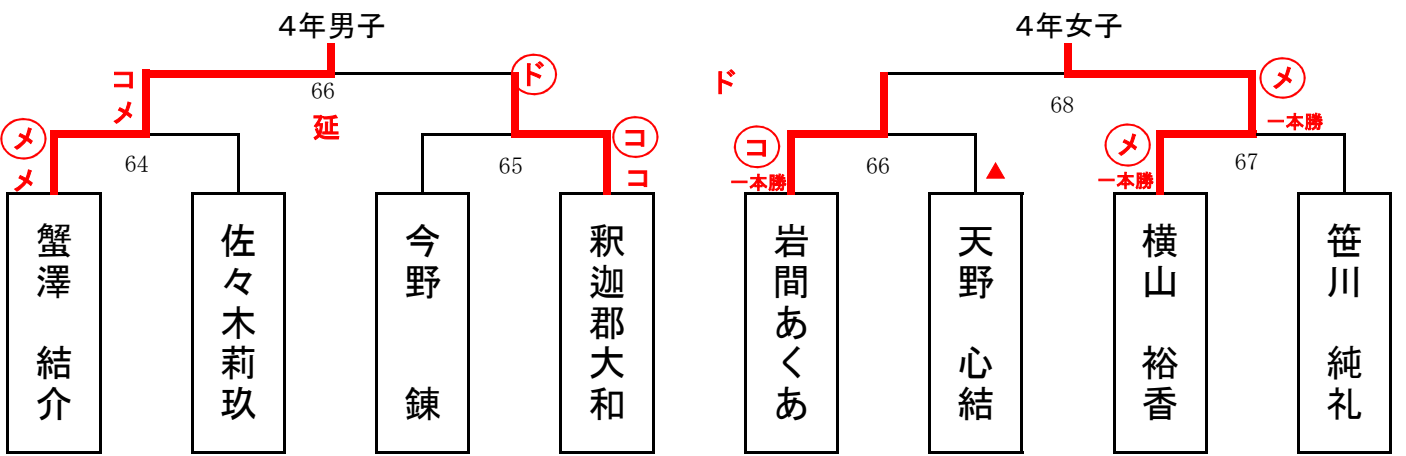 ４年男子
コ
メ
66
延
ド
メ
メ
64
65
コ
コ
蟹澤 結介
佐々木莉玖
今野 錬
釈迦郡大和
４年女子
ド
68
メ
一本勝
コ
一本勝
66
▲
メ
一本勝
67
岩間あくあ
天野 心結
横山 裕香
笹川 純礼